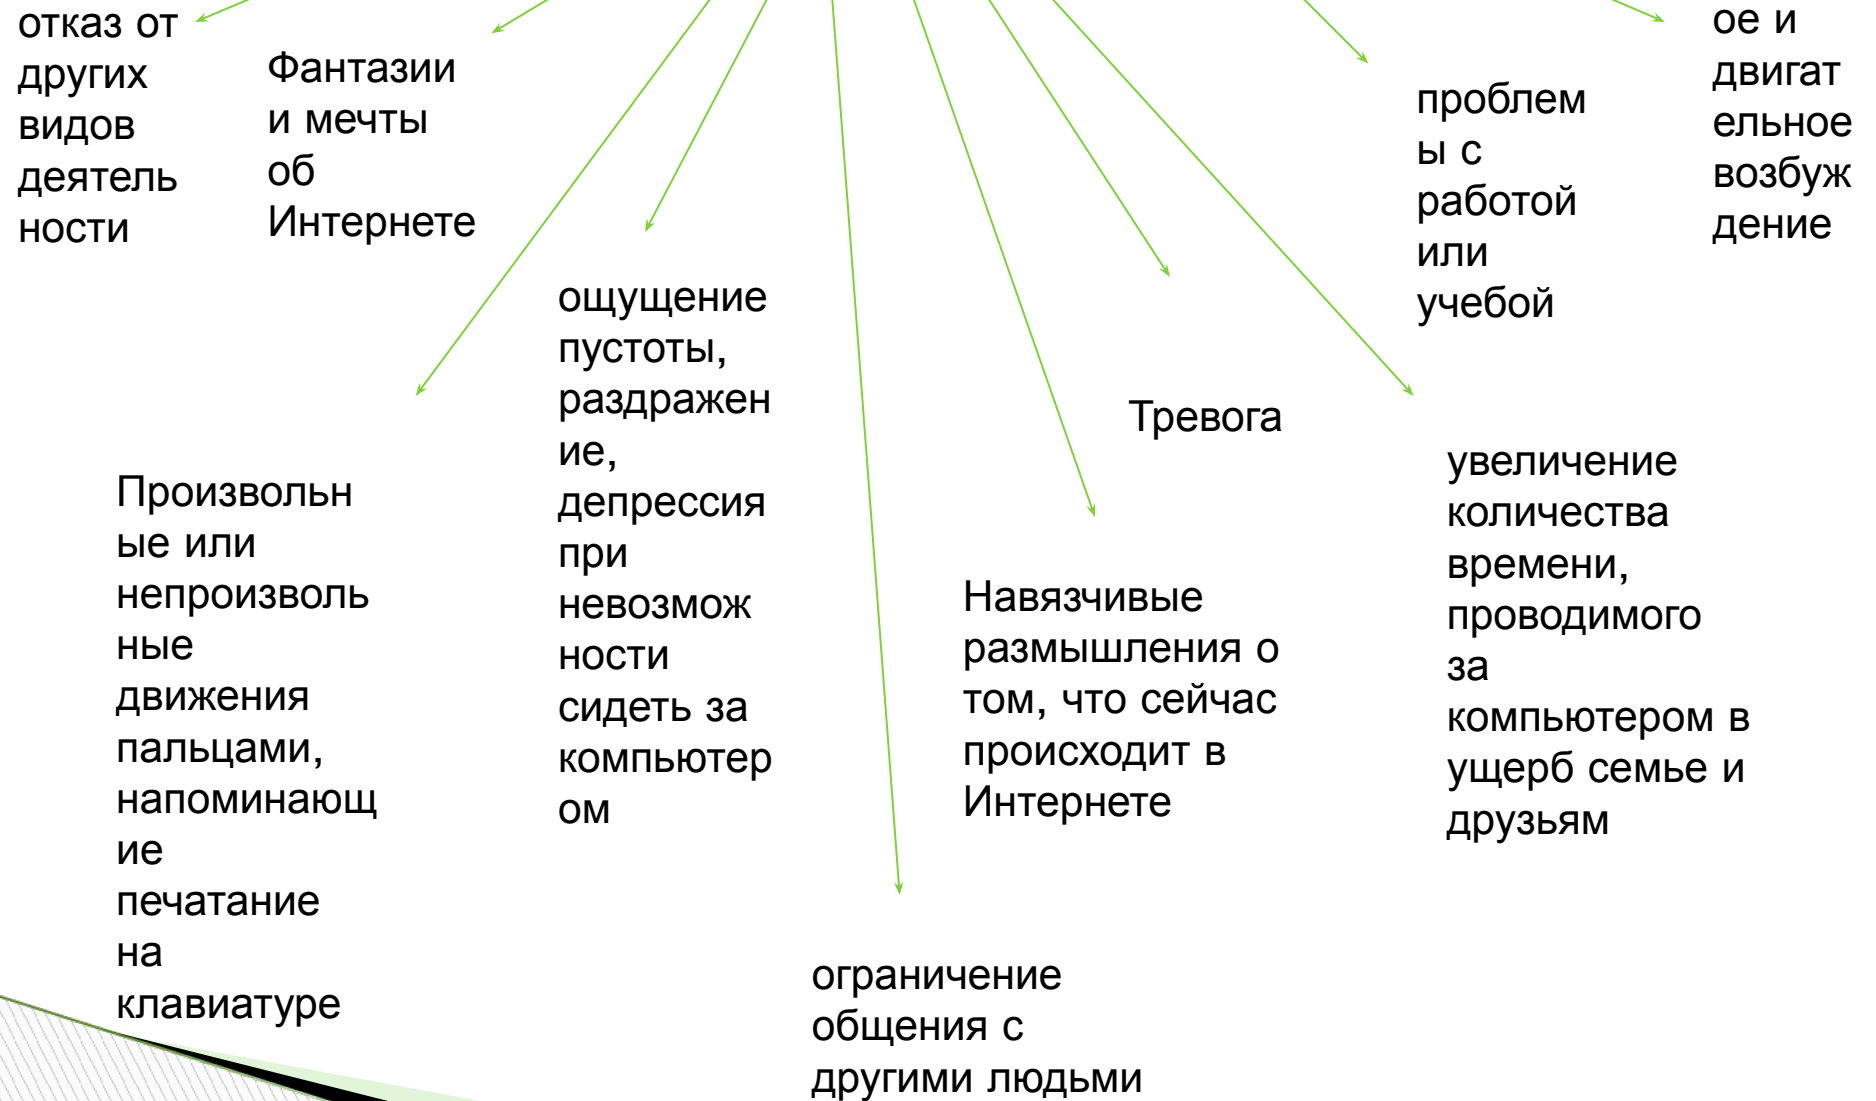 отказ от
других
видов
деятель
ности
Фантазии
и мечты
об
Интернете
Произвольн
ые или
непроизволь
ные
движения
пальцами,
напоминающ
ие
печатание
на
клавиатуре
ощущение
пустоты,
раздражен
ие,
депрессия
при
невозмож
ности
сидеть за
компьютер
ом
ограничение
общения с
другими людьми
Навязчивые
размышления о
том, что сейчас
происходит в
Интернете
Тревога
увеличение
количества
времени,
проводимого
за
компьютером в
ущерб семье и
друзьям
проблем
ы с
работой
или
учебой
ое и
двигат
ельное
возбуж
дение